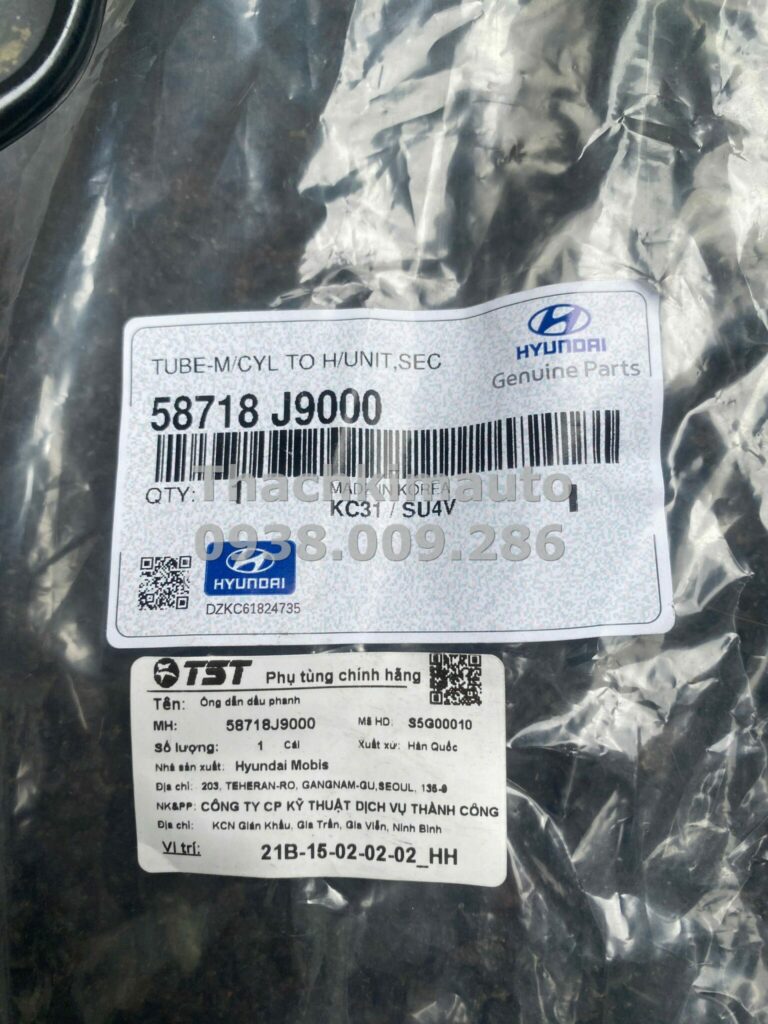 HYUNDAI
Genuine Parts
TUBE-M/CYL TO H/UNIT,SEC
58718 J9000
QTY: 1
MADE IN KOREA
KC31 / SU4V
1
Thachkimauto
0938.009.286
HYUNDAI
DZKC61824735
TST Phụ tùng chính hãng
Tên: Ống dẫn dầu phanh
MH: 58718J9000 Mã HD: S5G00010
Số lượng: 1 Cái Xuất xứ: Hàn Quốc
Nhà sản xuất: Hyundai Mobis
Địa chỉ: 203, TEHERAN-RO, GANGNAM-GU,SEOUL, 135-9
NK&PP: CÔNG TY CP KỸ THUẬT DỊCH VỤ THÀNH CÔNG
Địa chỉ: KCN Gián Khẩu, Gia Trấn, Gia Viễn, Ninh Bình
Vị trí: 21B-15-02-02-02_HH